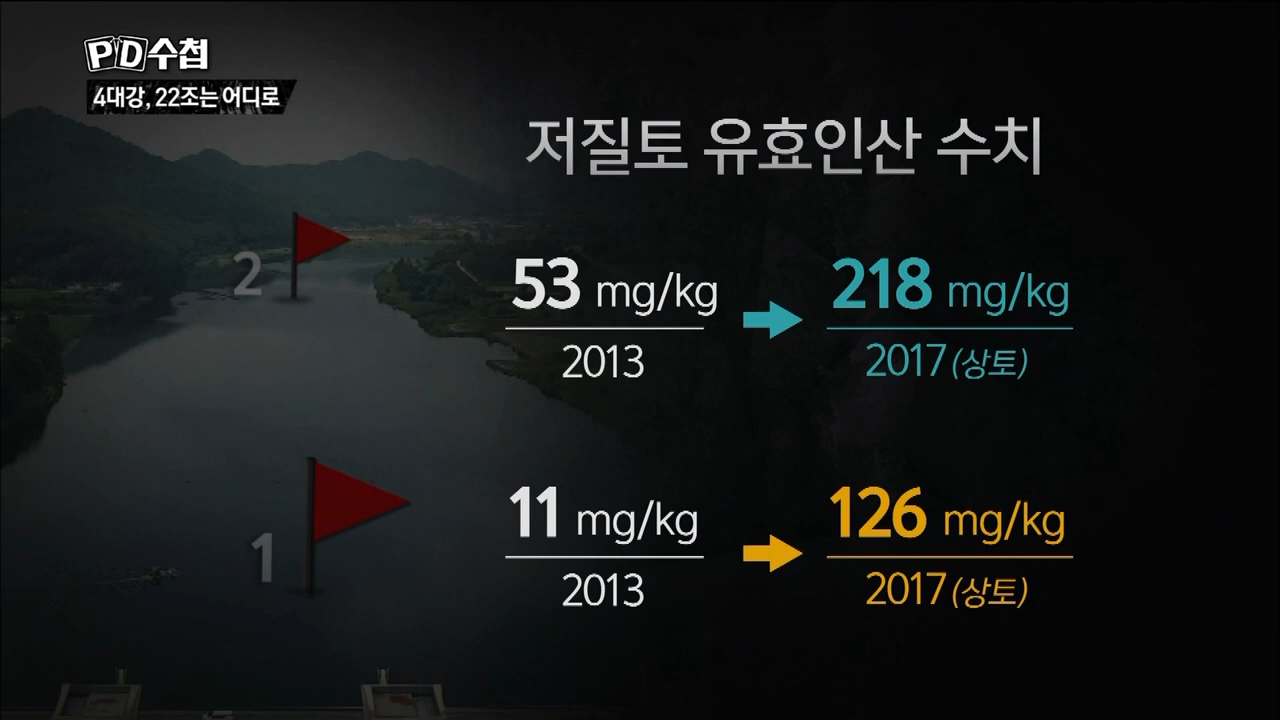 PD수첩
4대강, 22조는 어디로
저질토 유효인산 수치
2
53 mg/kg
218 mg/kg
2013
2017 (상토)
1
11 mg/kg
126 mg/kg
2013
2017 (상토)